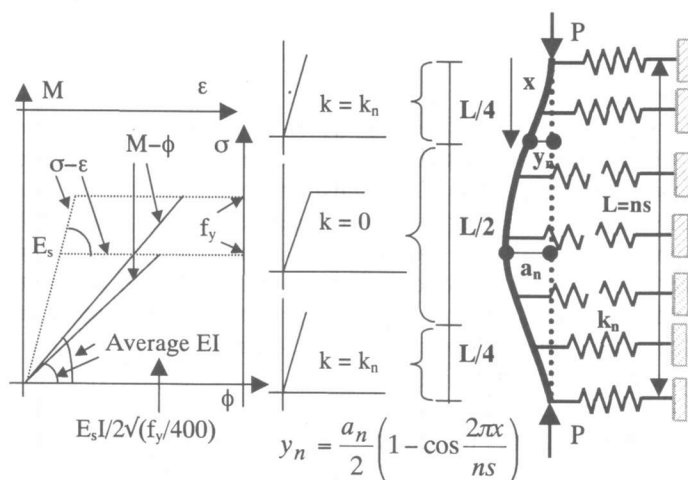 M
ε
M–ϕ
σ
σ–ε
E_s
f_y
Average EI
ϕ
E_sI/2√(f_y/400)
k = k_n
k = 0
k = k_n
L/4
L/2
L/4
P
x
y_n
L=ns
a_n
k_n
P
y_n = a_n/2 (1 − cos 2πx/ns)